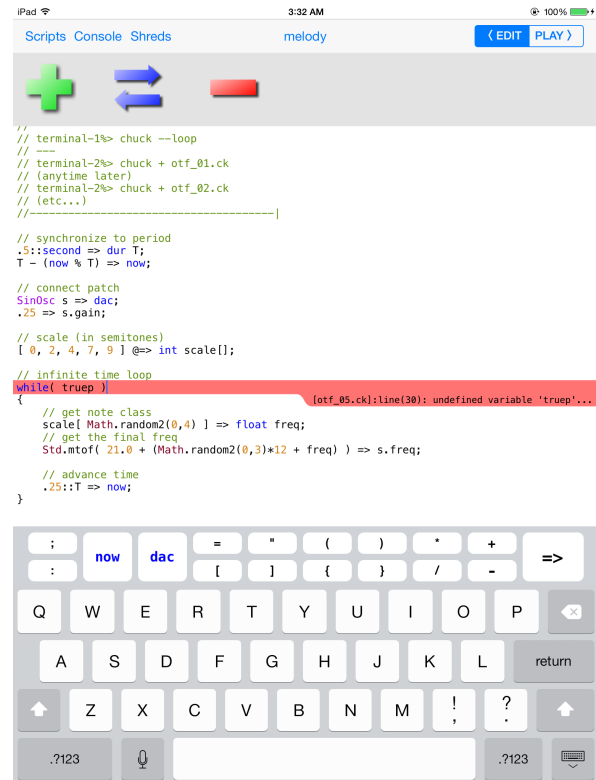 iPad 3:32 AM 100%
Scripts Console Shreds melody 〈 EDIT PLAY 〉
//
// terminal-1%> chuck --loop
// ---
// terminal-2%> chuck + otf_01.ck
// (anytime later)
// terminal-2%> chuck + otf_02.ck
// (etc...)
//--------------------------------------|
// synchronize to period
.5::second => dur T;
T - (now % T) => now;
// connect patch
SinOsc s => dac;
.25 => s.gain;
// scale (in semitones)
[ 0, 2, 4, 7, 9 ] @=> int scale[];
// infinite time loop
while( truep )
{ [otf_05.ck]:line(30): undefined variable 'truep'...
// get note class
scale[ Math.random2(0,4) ] => float freq;
// get the final freq
Std.mtof( 21.0 + (Math.random2(0,3)*12 + freq) ) => s.freq;
// advance time
.25::T => now;
}
; now dac = " ( ) * + =>
: [ ] { } / -
Q W E R T Y U I O P
A S D F G H J K L return
Z X C V B N M ! , ? .
.?123 .?123